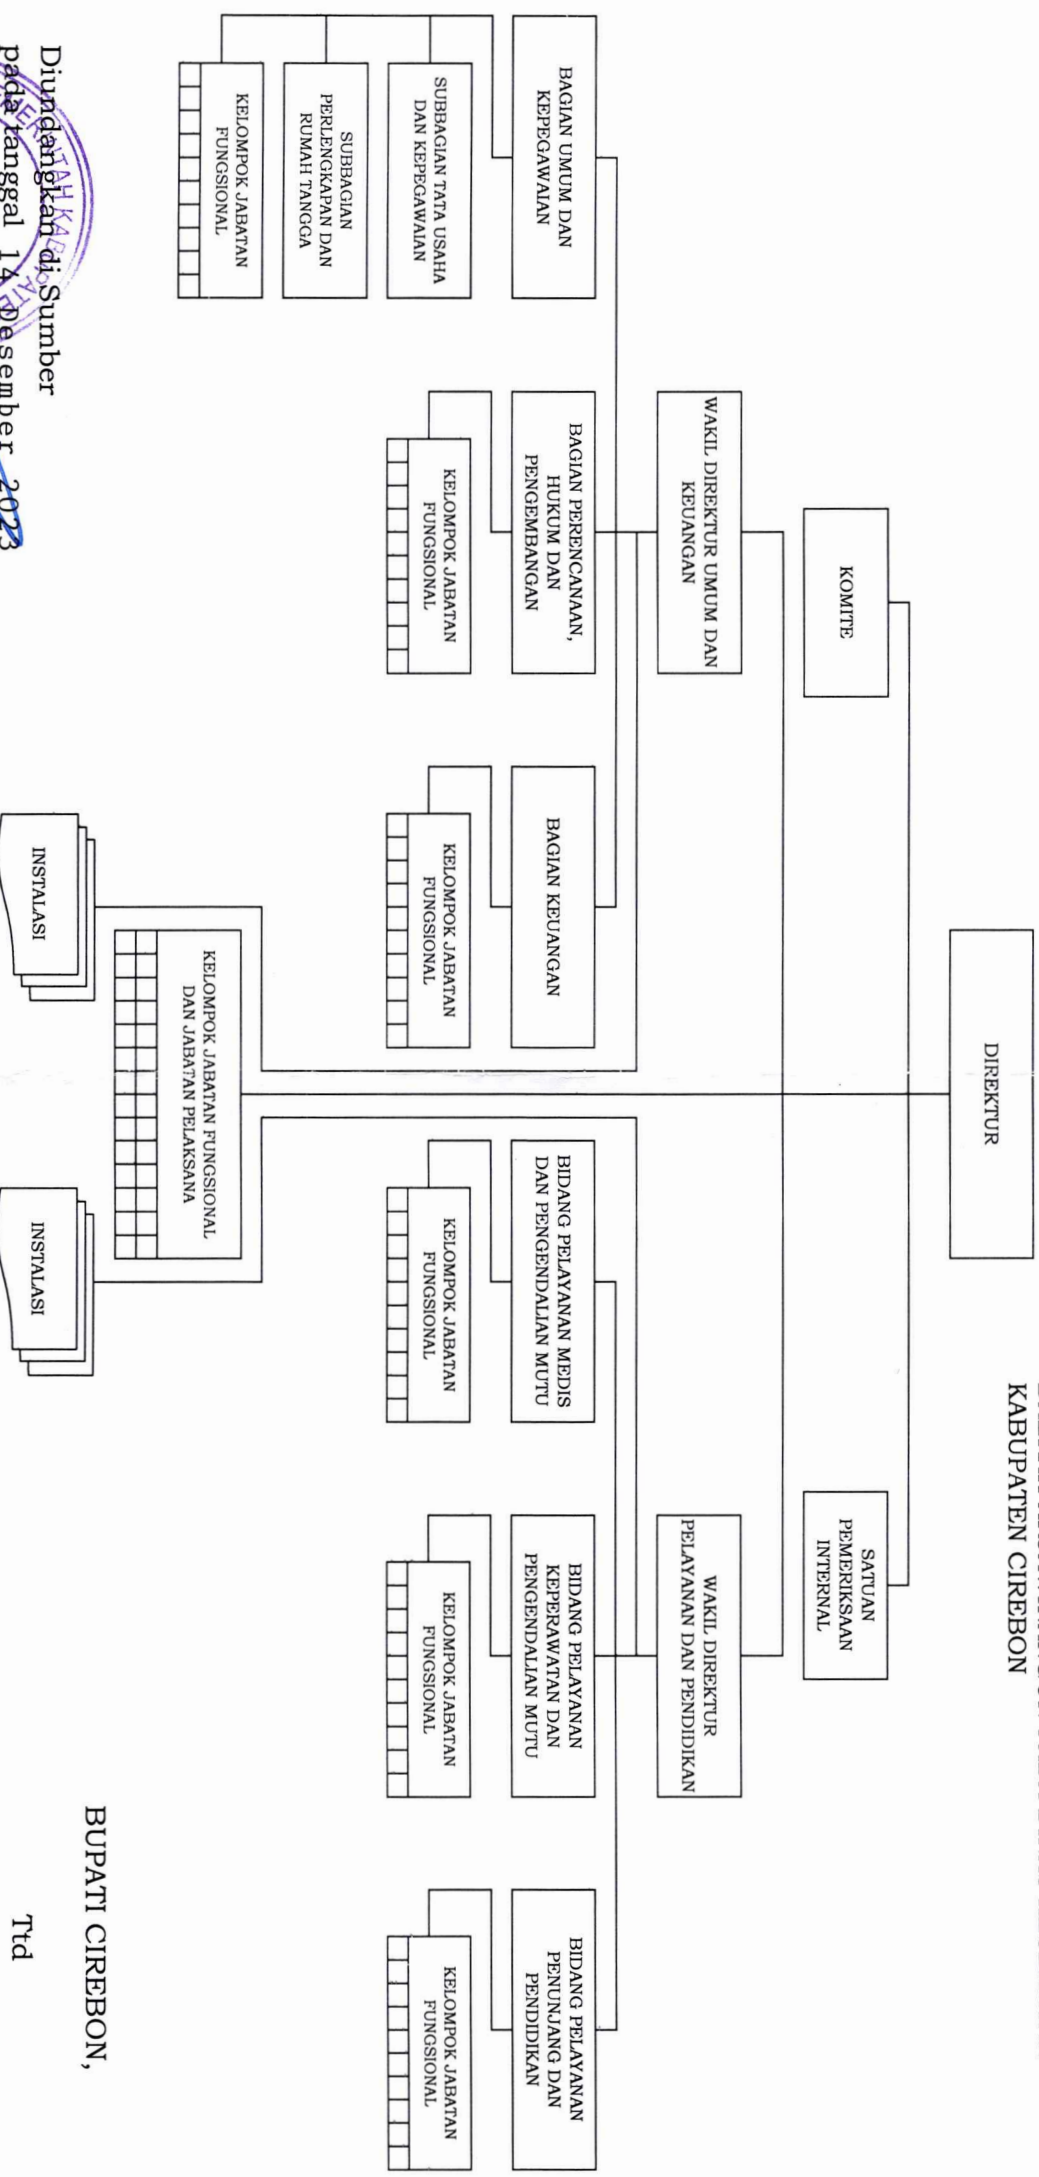 KABUPATEN CIREBON
DIREKTUR
KOMITE
SATUAN
PEMERIKSAAN
INTERNAL
WAKIL DIREKTUR UMUM DAN
KEUANGAN
WAKIL DIREKTUR
PELAYANAN DAN PENDIDIKAN
BAGIAN UMUM DAN
KEPEGAWAIAN
BAGIAN PERENCANAAN,
HUKUM DAN
PENGEMBANGAN
BAGIAN KEUANGAN
BIDANG PELAYANAN MEDIS
DAN PENGENDALIAN MUTU
BIDANG PELAYANAN
KEPERAWATAN DAN
PENGENDALIAN MUTU
BIDANG PELAYANAN
PENUNJANG DAN
PENDIDIKAN
SUBBAGIAN TATA USAHA
DAN KEPEGAWAIAN
KELOMPOK JABATAN
FUNGSIONAL
KELOMPOK JABATAN
FUNGSIONAL
KELOMPOK JABATAN
FUNGSIONAL
KELOMPOK JABATAN
FUNGSIONAL
KELOMPOK JABATAN
FUNGSIONAL
SUBBAGIAN
PERLENGKAPAN DAN
RUMAH TANGGA
KELOMPOK JABATAN
FUNGSIONAL
KELOMPOK JABATAN FUNGSIONAL
DAN JABATAN PELAKSANA
INSTALASI
INSTALASI
BUPATI CIREBON,
Ttd
Diundangkan di Sumber
pada tanggal 14 Desember 2023